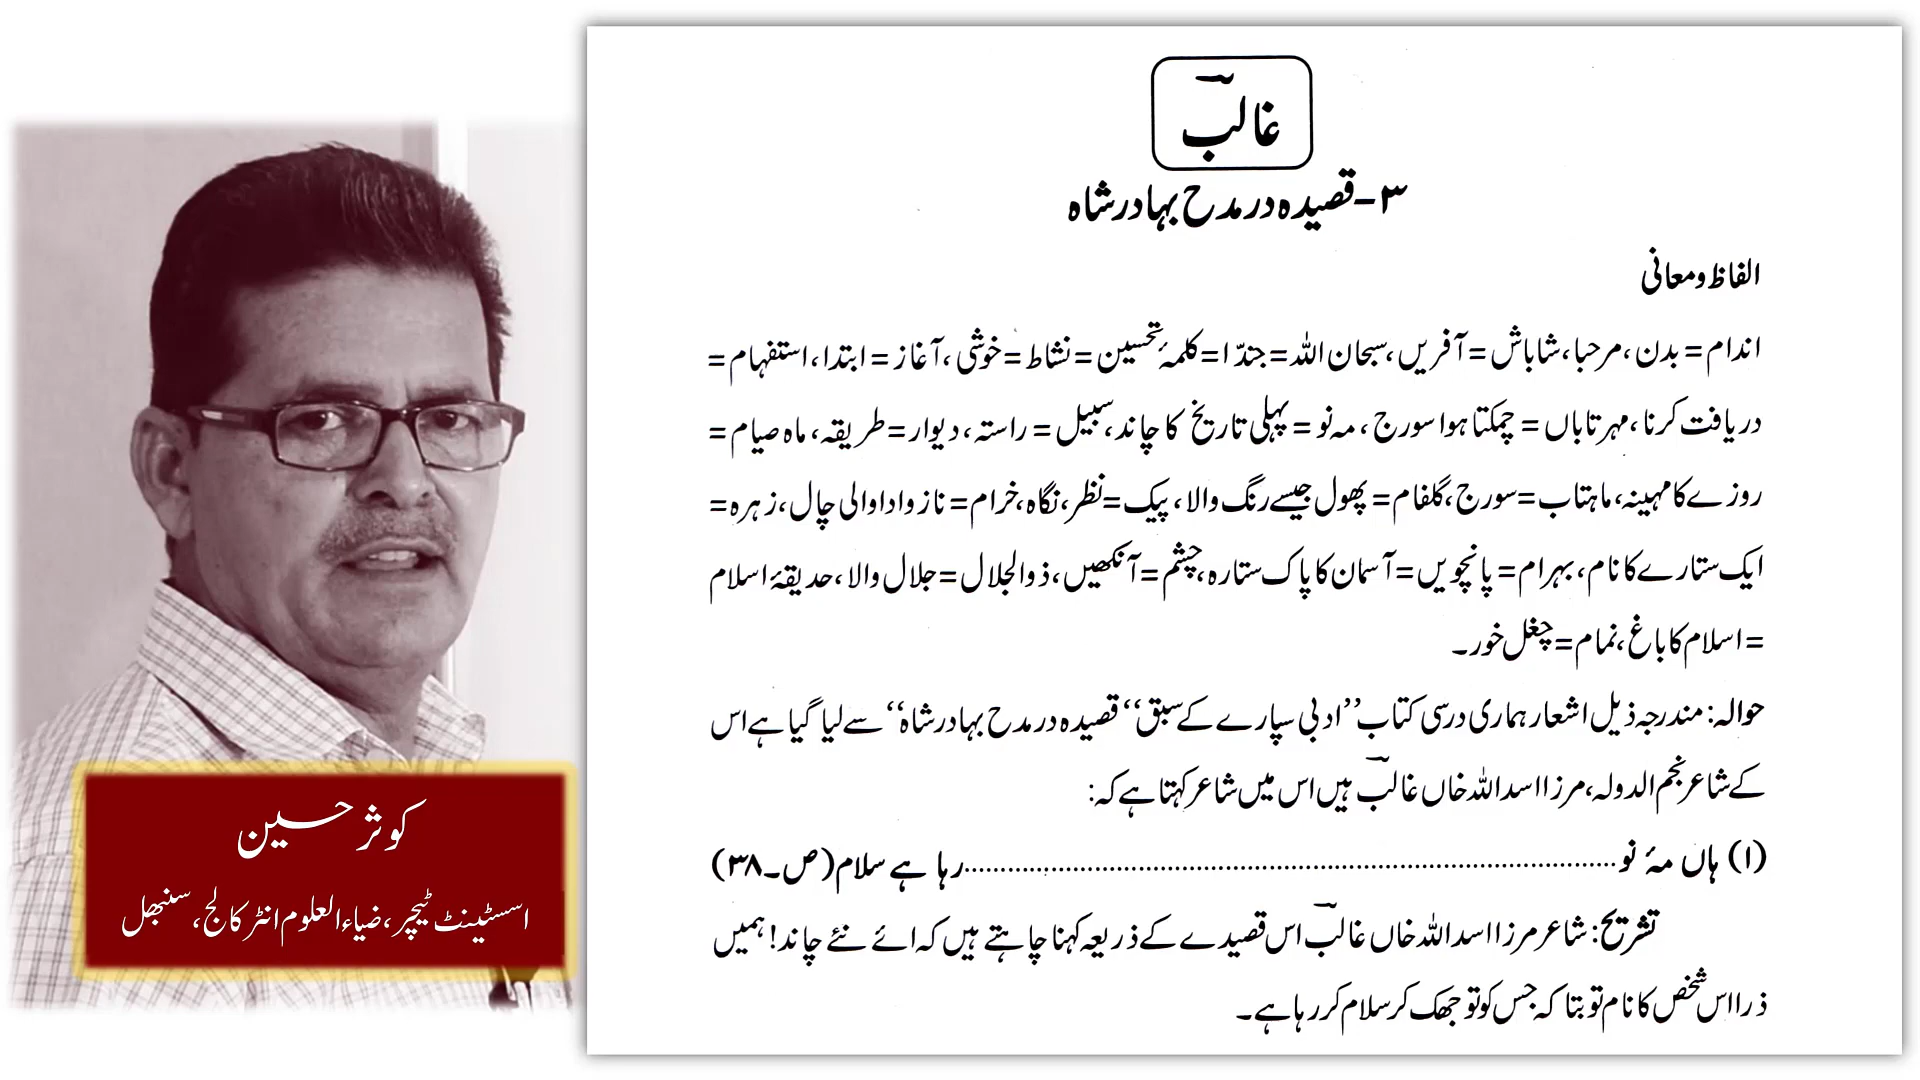 غالبؔ
۳-قصیدہ در مدح بہادر شاہ
الفاظ و معانی
اندام = بدن، مرحبا، شاباش = آفریں، سبحان اللہ = جنّدا = کلمۂ تحسین = نشاط = خوشی، آغاز = ابتدا، استفہام =
دریافت کرنا، مہر تاباں = چمکتا ہوا سورج، مہ نو = پہلی تاریخ کا چاند، سبیل = راستہ، دیوار = طریقہ، ماہ صیام =
روزے کا مہینہ، ماہتاب = سورج، گلفام = پھول جیسے رنگ والا، پیک = نظر، نگاہ، خرام = ناز و ادا والی چال، زہرہ =
ایک ستارے کا نام، بہرام = پانچویں = آسمان کا پاک ستارہ، چشم = آنکھیں، ذوالجلال = جلال والا، حدیقۂ اسلام
= اسلام کا باغ، نمام = چغل خور۔
حوالہ: مندرجہ ذیل اشعار ہماری درسی کتاب ’’ادبی سپارے کے سبق‘‘ قصیدہ در مدح بہادر شاہ‘‘ سے لیا گیا ہے اس
کے شاعر نجم الدولہ، مرزا اسد اللہ خاں غالبؔ ہیں اس میں شاعر کہتا ہے کہ:
(۱) ہاں مۂ نو ........................................ رہا ہے سلام (ص۔۳۸)
تشریح: شاعر مرزا اسد اللہ خاں غالبؔ اس قصیدے کے ذریعہ کہنا چاہتے ہیں کہ ائے نئے چاند! ہمیں
ذرا اس شخص کا نام تو بتا کہ جس کو تو جھک کر سلام کر رہا ہے۔
کوثر حسین
اسسٹینٹ ٹیچر، ضیاء العلوم انٹر کالج، سنبھل